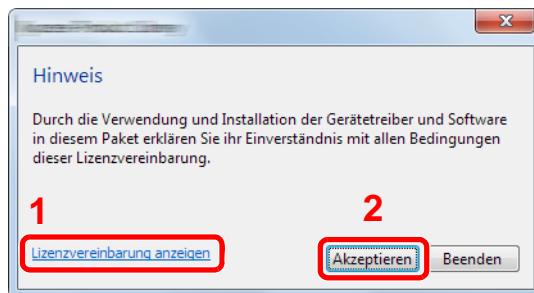 Hinweis
Durch die Verwendung und Installation der Gerätetreiber und Software
in diesem Paket erklären Sie ihr Einverständnis mit allen Bedingungen
dieser Lizenzvereinbarung.
1
2
Lizenzvereinbarung anzeigen
Akzeptieren
Beenden